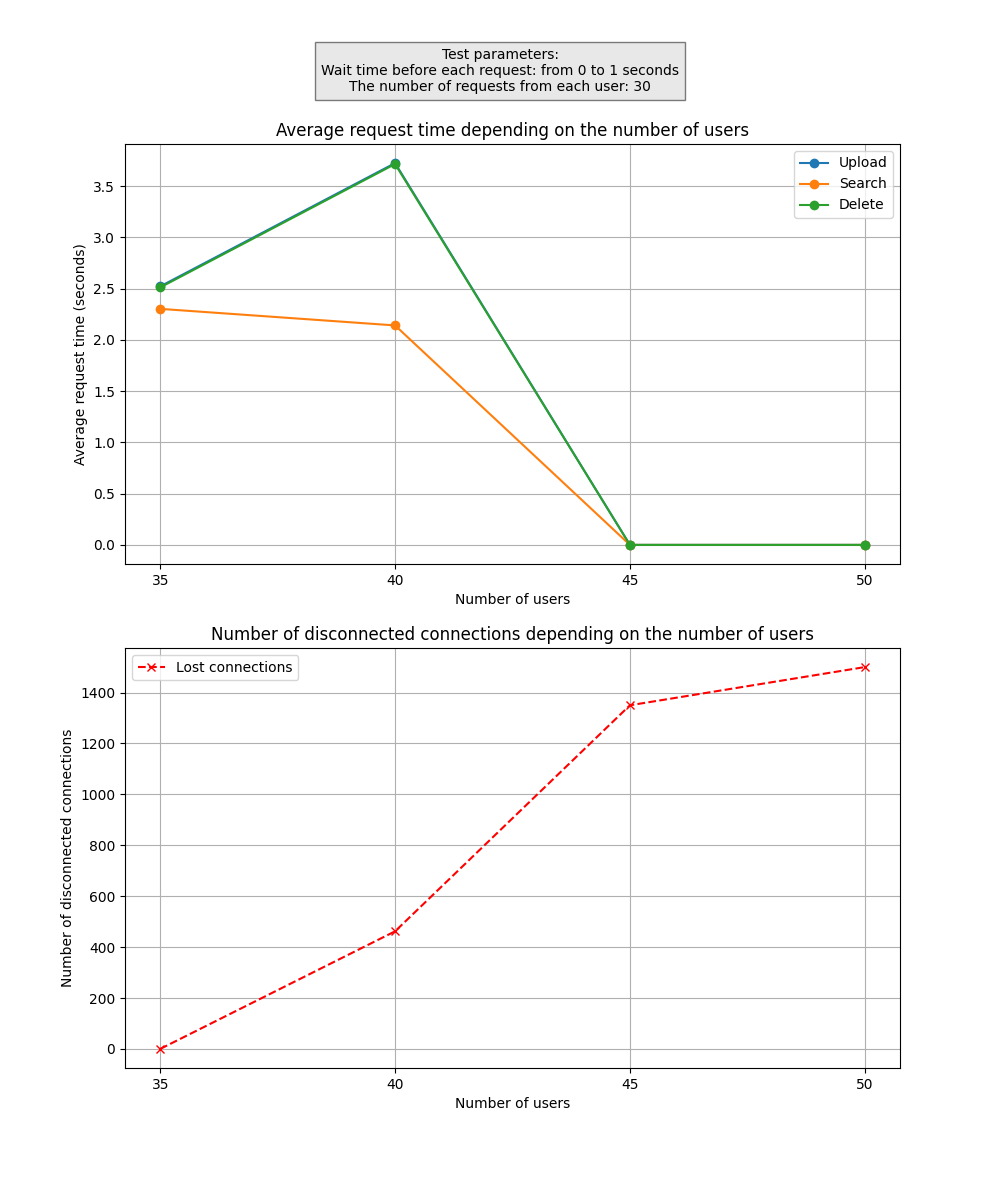 Test parameters:
Wait time before each request: from 0 to 1 seconds
The number of requests from each user: 30
Average request time depending on the number of users
Upload
Search
Delete
Average request time (seconds)
3.5
3.0
2.5
2.0
1.5
1.0
0.5
0.0
35 40 45 50
Number of users
Number of disconnected connections depending on the number of users
Lost connections
Number of disconnected connections
1400
1200
1000
800
600
400
200
0
35 40 45 50
Number of users